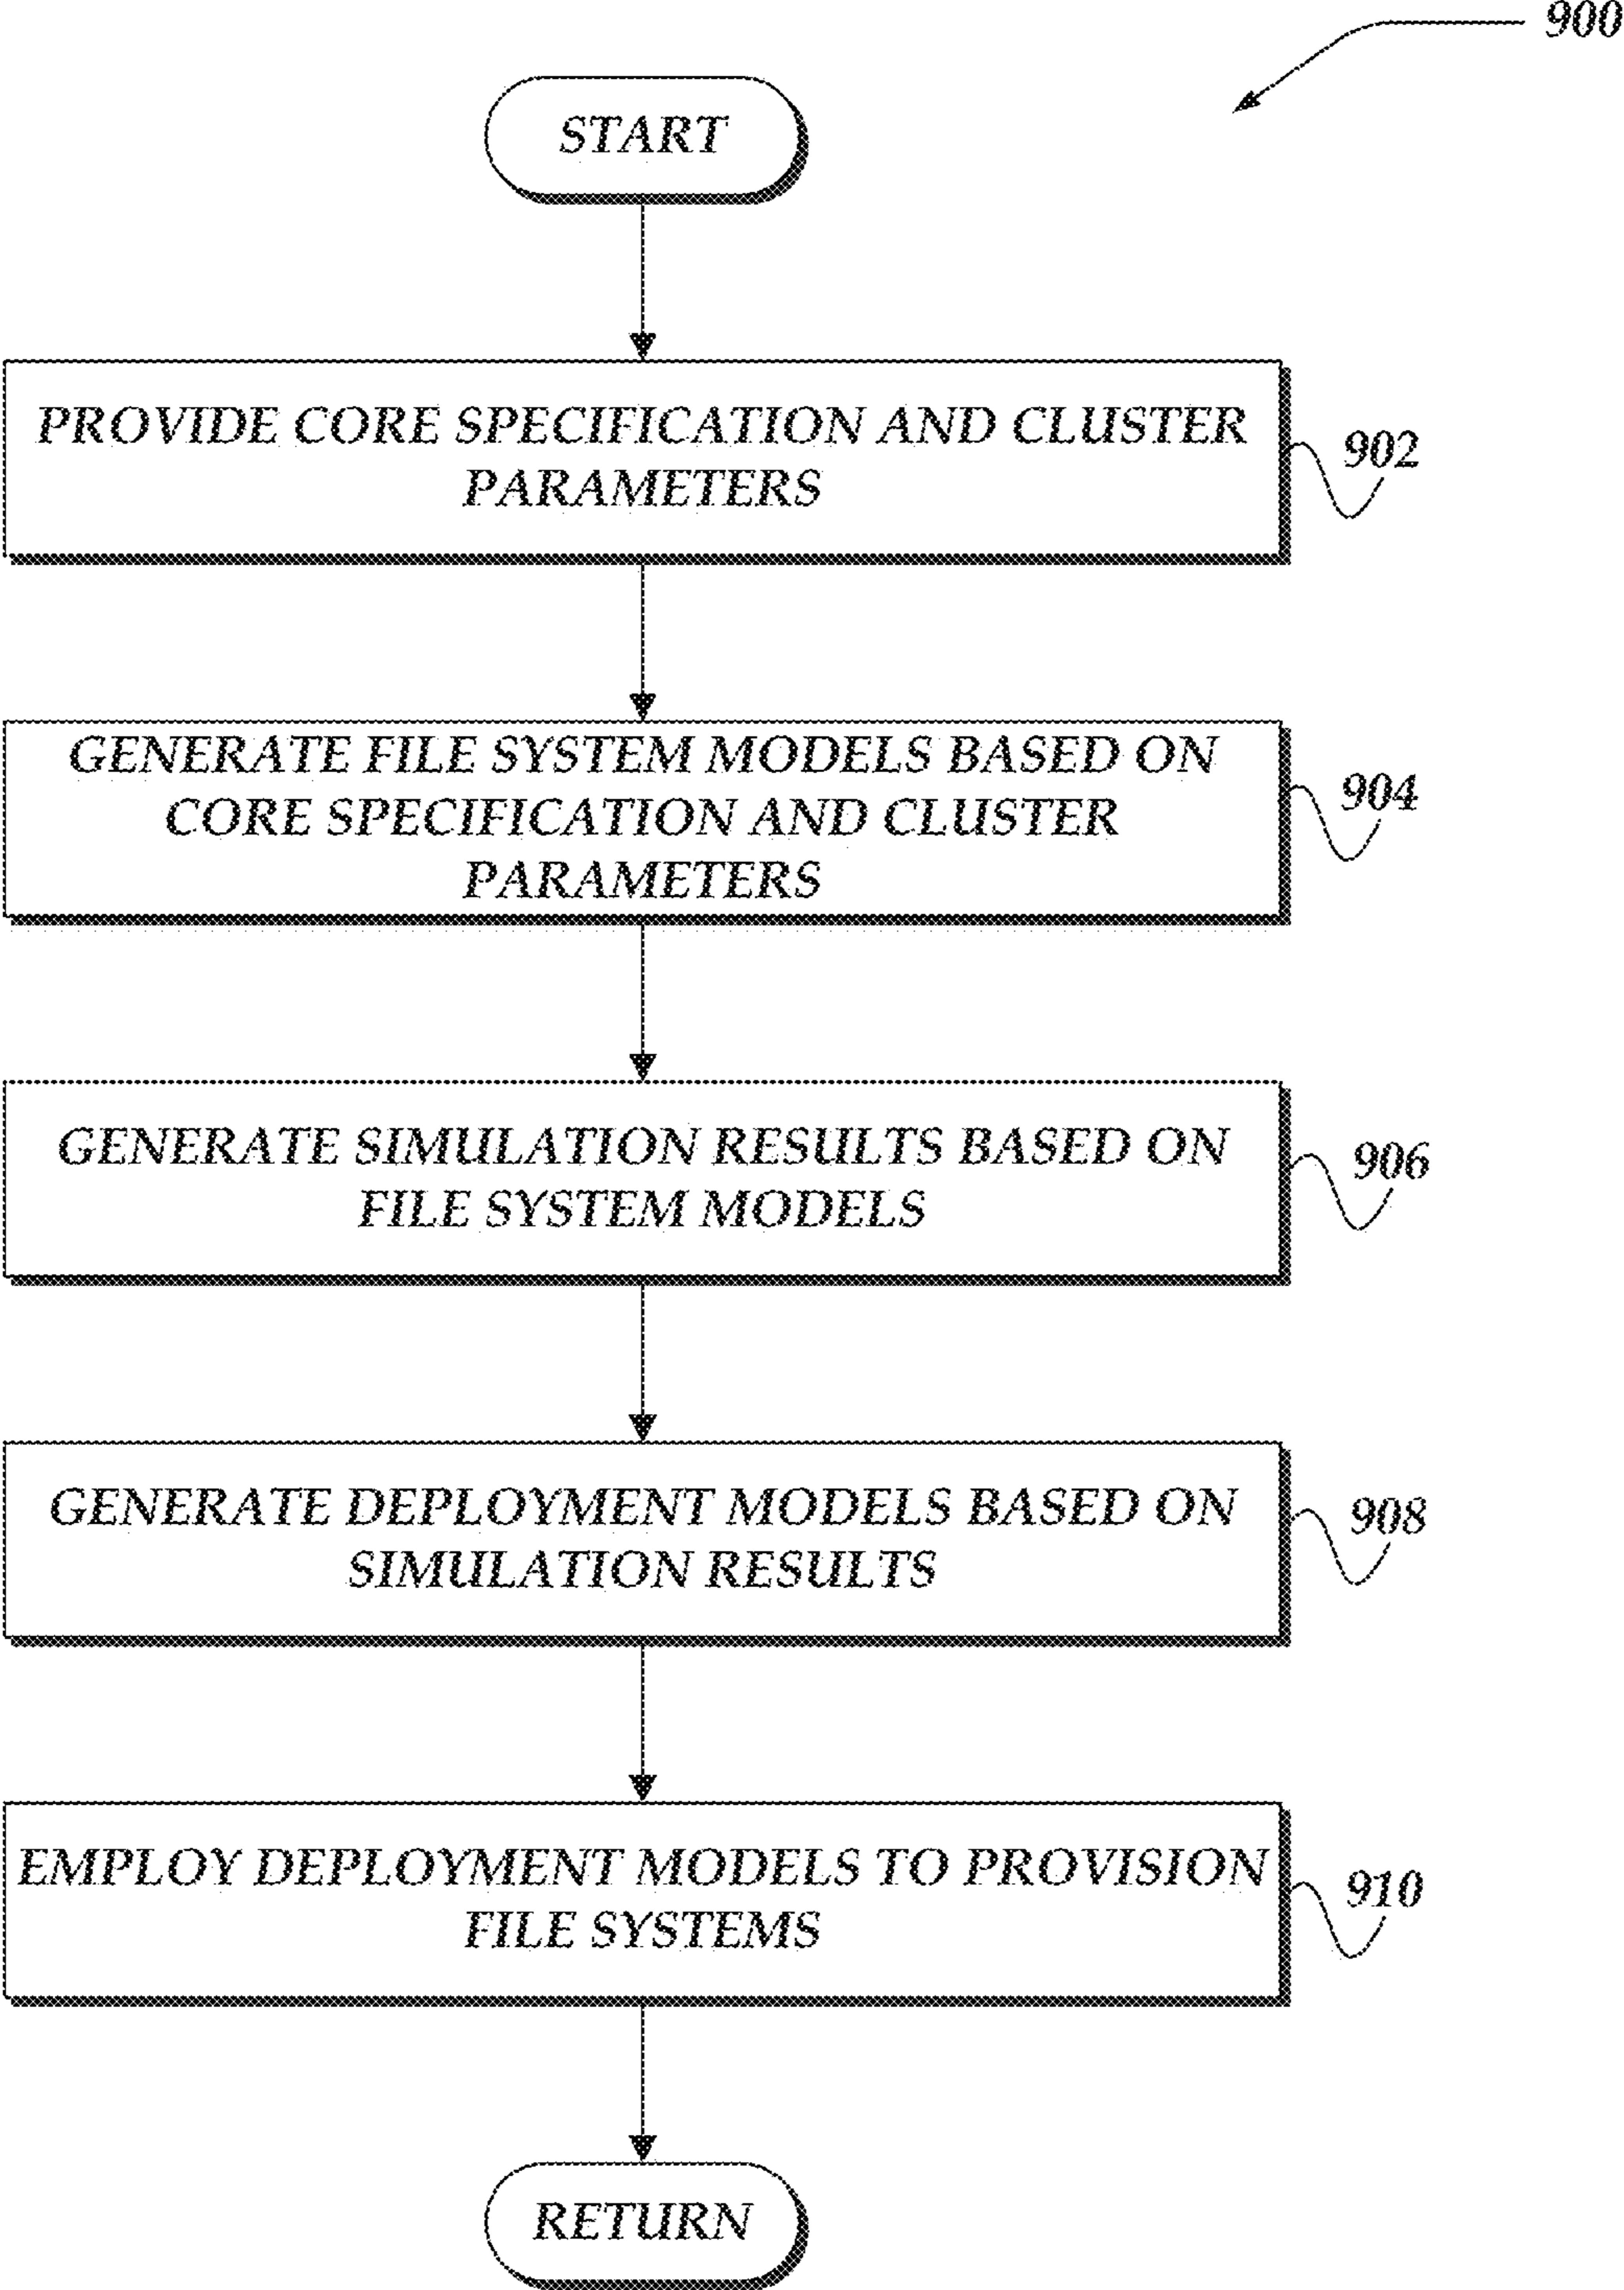 900
START
PROVIDE CORE SPECIFICATION AND CLUSTER
PARAMETERS
902
GENERATE FILE SYSTEM MODELS BASED ON
CORE SPECIFICATION AND CLUSTER
PARAMETERS
904
GENERATE SIMULATION RESULTS BASED ON
FILE SYSTEM MODELS
906
GENERATE DEPLOYMENT MODELS BASED ON
SIMULATION RESULTS
908
EMPLOY DEPLOYMENT MODELS TO PROVISION
FILE SYSTEMS
910
RETURN